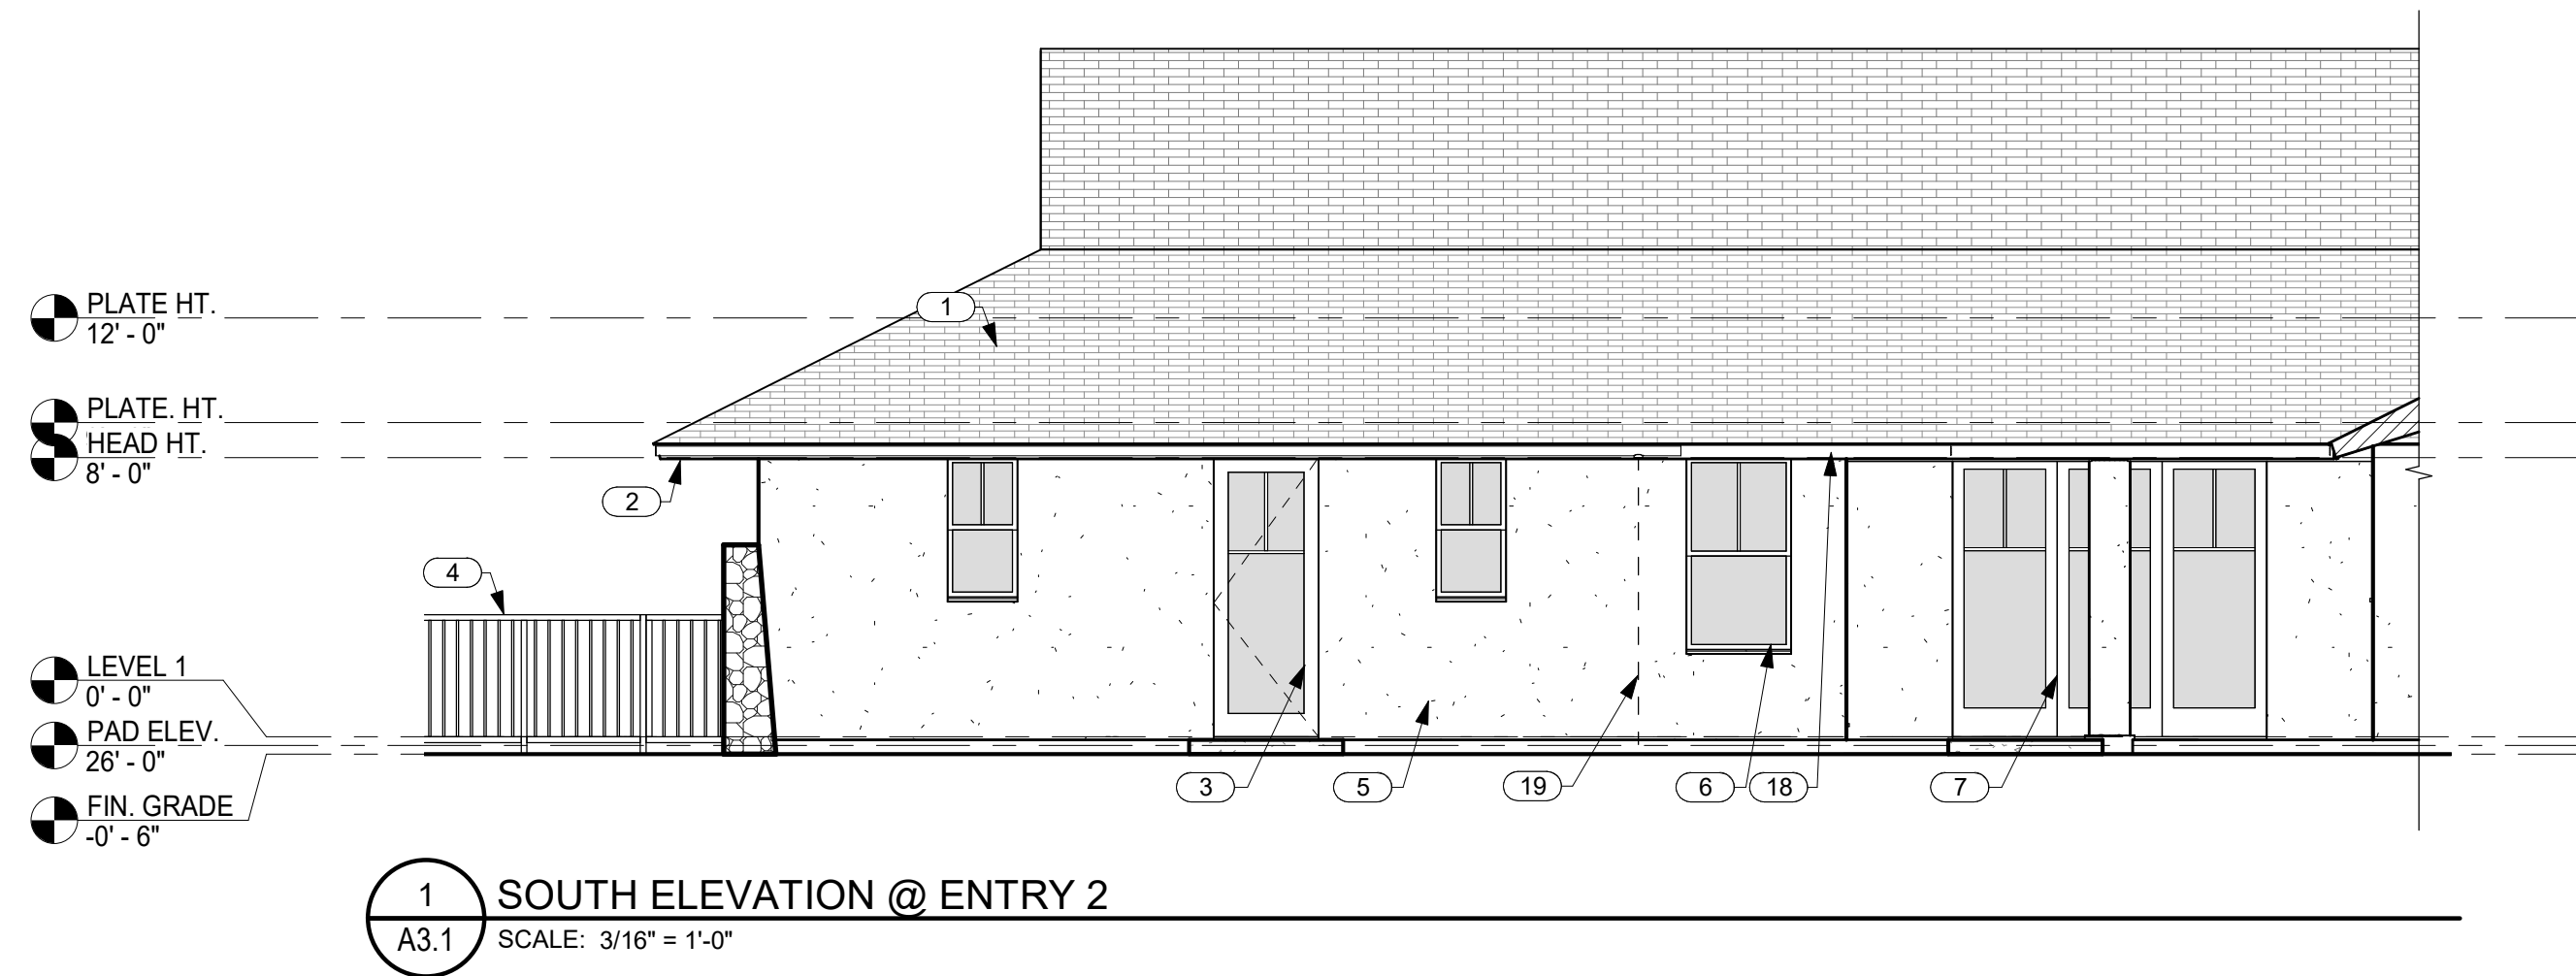 1
PLATE HT.
12' - 0"
PLATE. HT.
HEAD HT.
8' - 0"
2
4
LEVEL 1
0' - 0"
PAD ELEV.
26' - 0"
3
5
19
6
18
7
FIN. GRADE
-0' - 6"
1
SOUTH ELEVATION @ ENTRY 2
A3.1
SCALE: 3/16" = 1'-0"